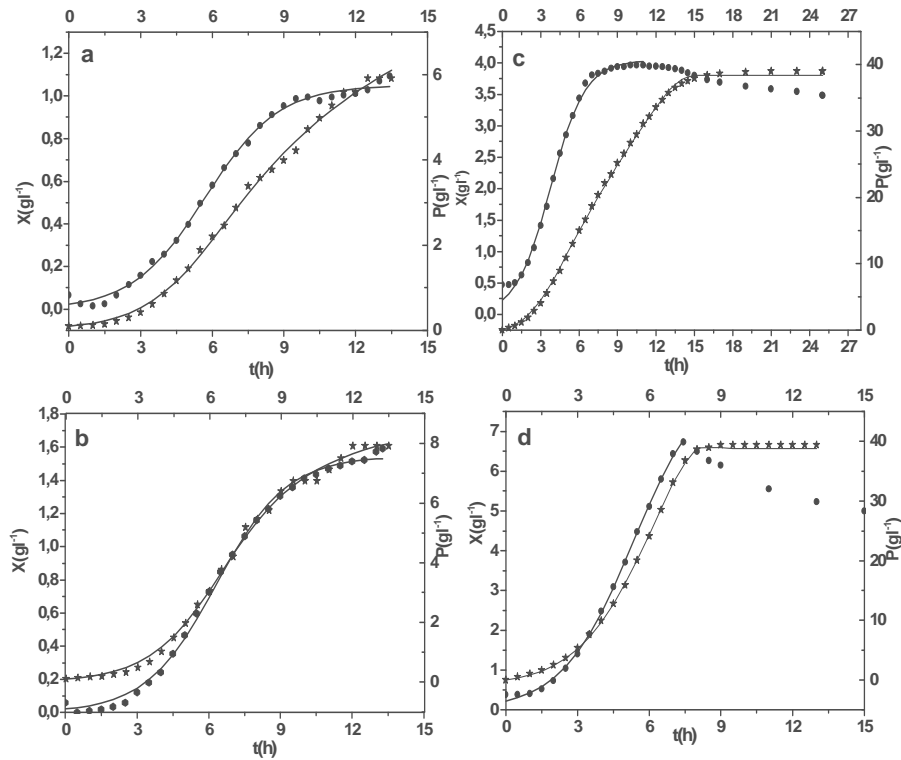 0 3 6 9 12 15
a
1,2
1,0
0,8
0,6
0,4
0,2
0,0
X(gl⁻¹)
6
4
2
0
P(gl⁻¹)
0 3 6 9 12 15
t(h)
0 3 6 9 12 15 18 21 24 27
c
4,5
4,0
3,5
3,0
2,5
2,0
1,5
1,0
0,5
0,0
X(gl⁻¹)
40
30
20
10
0
P(gl⁻¹)
0 3 6 9 12 15 18 21 24 27
t(h)
0 3 6 9 12 15
b
1,8
1,6
1,4
1,2
1,0
0,8
0,6
0,4
0,2
0,0
X(gl⁻¹)
8
6
4
2
0
P(gl⁻¹)
0 3 6 9 12 15
t(h)
0 3 6 9 12 15
d
7
6
5
4
3
2
1
0
X(gl⁻¹)
40
30
20
10
0
P(gl⁻¹)
0 3 6 9 12 15
t(h)